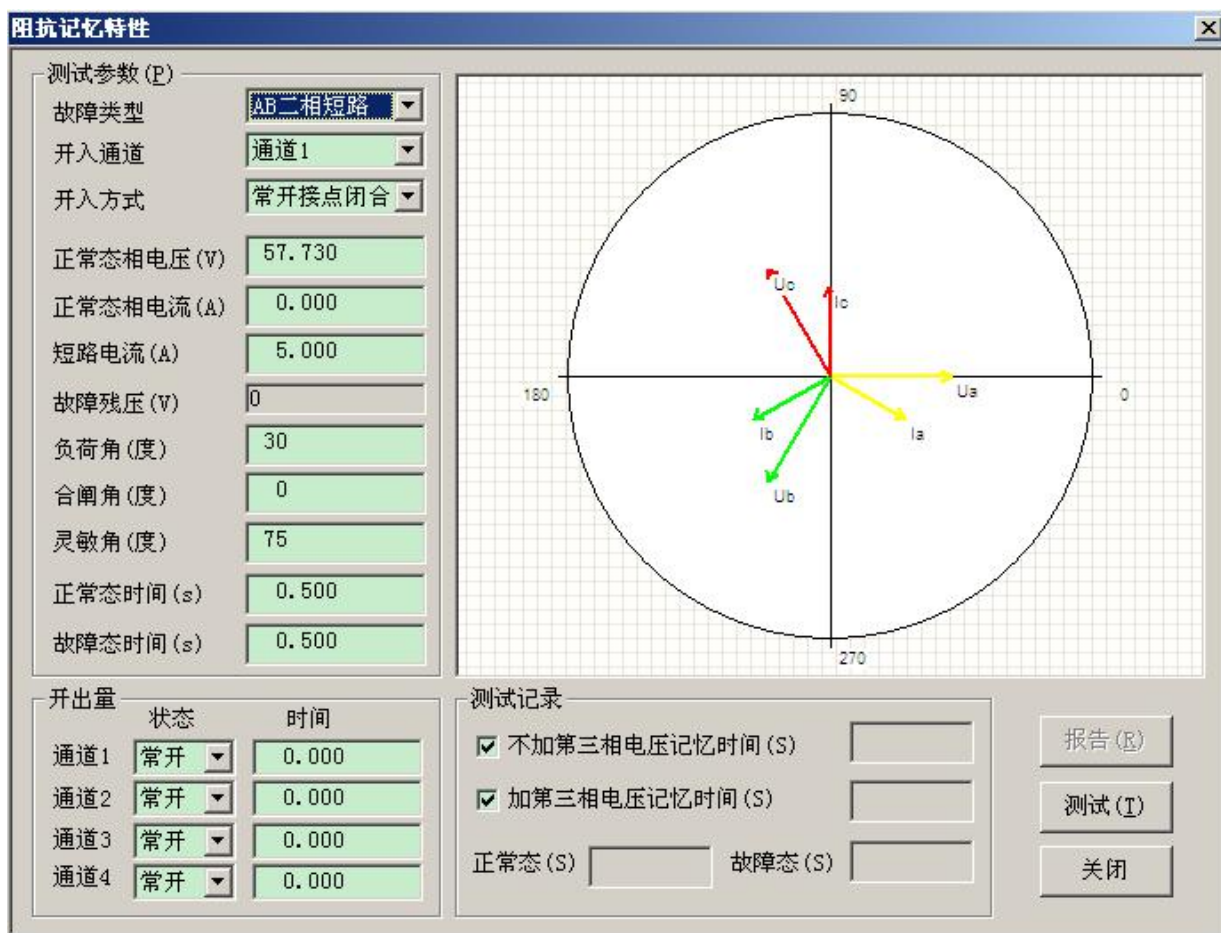 阻抗记忆特性
测试参数(P)
故障类型 AB二相短路
开入通道 通道1
开入方式 常开接点闭合
正常态相电压(V) 57.730
正常态相电流(A) 0.000
短路电流(A) 5.000
故障残压(V) 0
负荷角(度) 30
合闸角(度) 0
灵敏角(度) 75
正常态时间(s) 0.500
故障态时间(s) 0.500
90
Uc
Ic
180
Ua
0
Ib
Ia
Ub
270
开出量
状态 时间
通道1 常开 0.000
通道2 常开 0.000
通道3 常开 0.000
通道4 常开 0.000
测试记录
不加第三相电压记忆时间(S)
加第三相电压记忆时间(S)
正常态(S) 故障态(S)
报告(R)
测试(T)
关闭